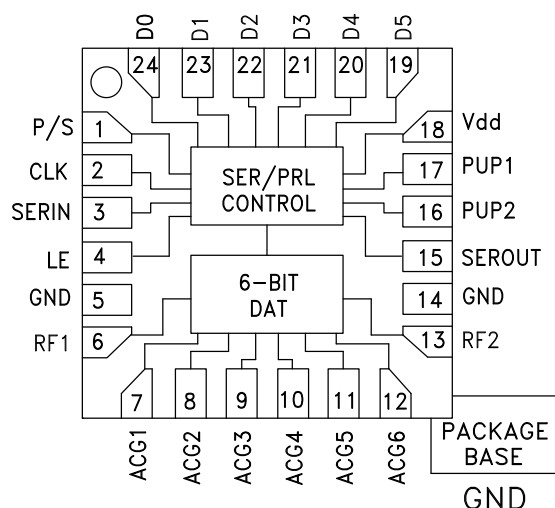 D0
D1
D2
D3
D4
D5
24
23
22
21
20
19
P/S
1
18
Vdd
CLK
2
17
PUP1
SERIN
3
16
PUP2
SER/PRL
CONTROL
LE
4
15
SEROUT
GND
5
14
GND
6-BIT
DAT
RF1
6
13
RF2
7
8
9
10
11
12
ACG1
ACG2
ACG3
ACG4
ACG5
ACG6
PACKAGE
BASE
GND